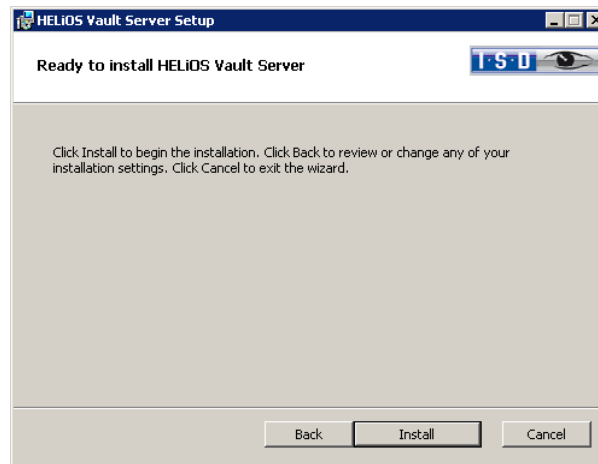 HELiOS Vault Server Setup
Ready to install HELiOS Vault Server
I·S·D
Click Install to begin the installation. Click Back to review or change any of your
installation settings. Click Cancel to exit the wizard.
Back Install Cancel